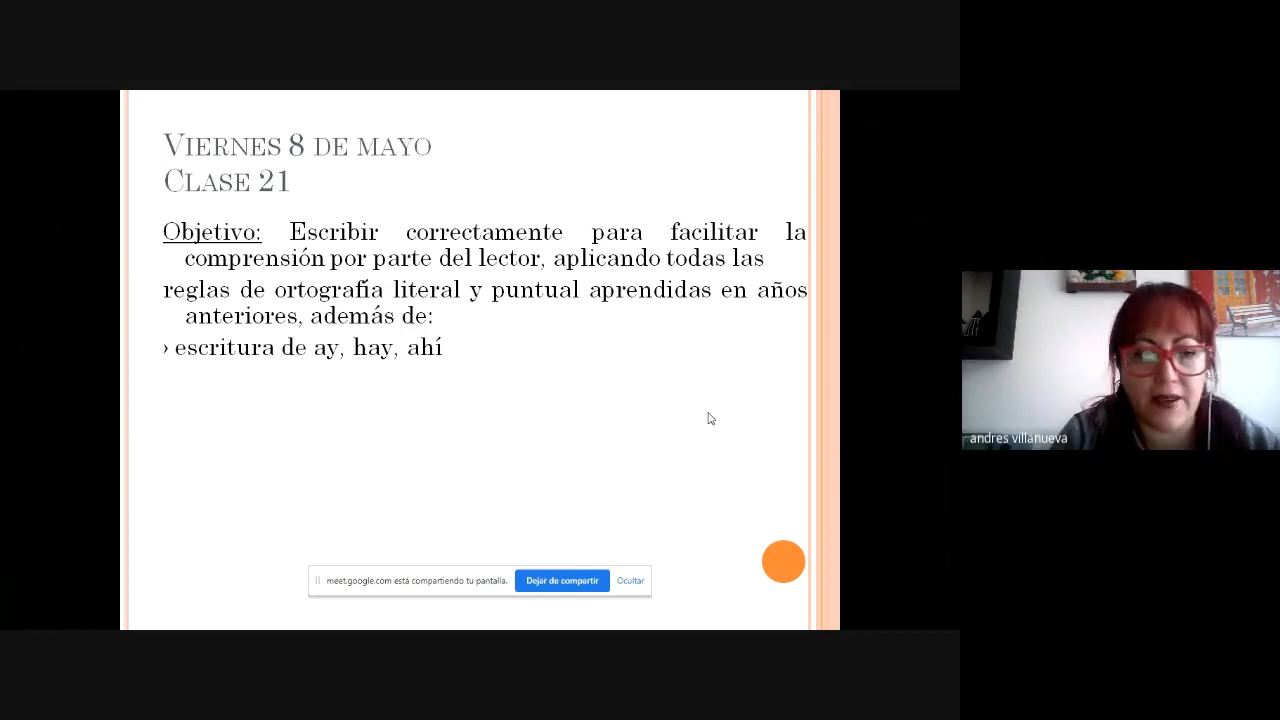 VIERNES 8 DE MAYO
CLASE 21
Objetivo: Escribir correctamente para facilitar la
comprensión por parte del lector, aplicando todas las
reglas de ortografía literal y puntual aprendidas en años
anteriores, además de:
› escritura de ay, hay, ahí
meet.google.com está compartiendo tu pantalla. Dejar de compartir Ocultar
andres villanueva